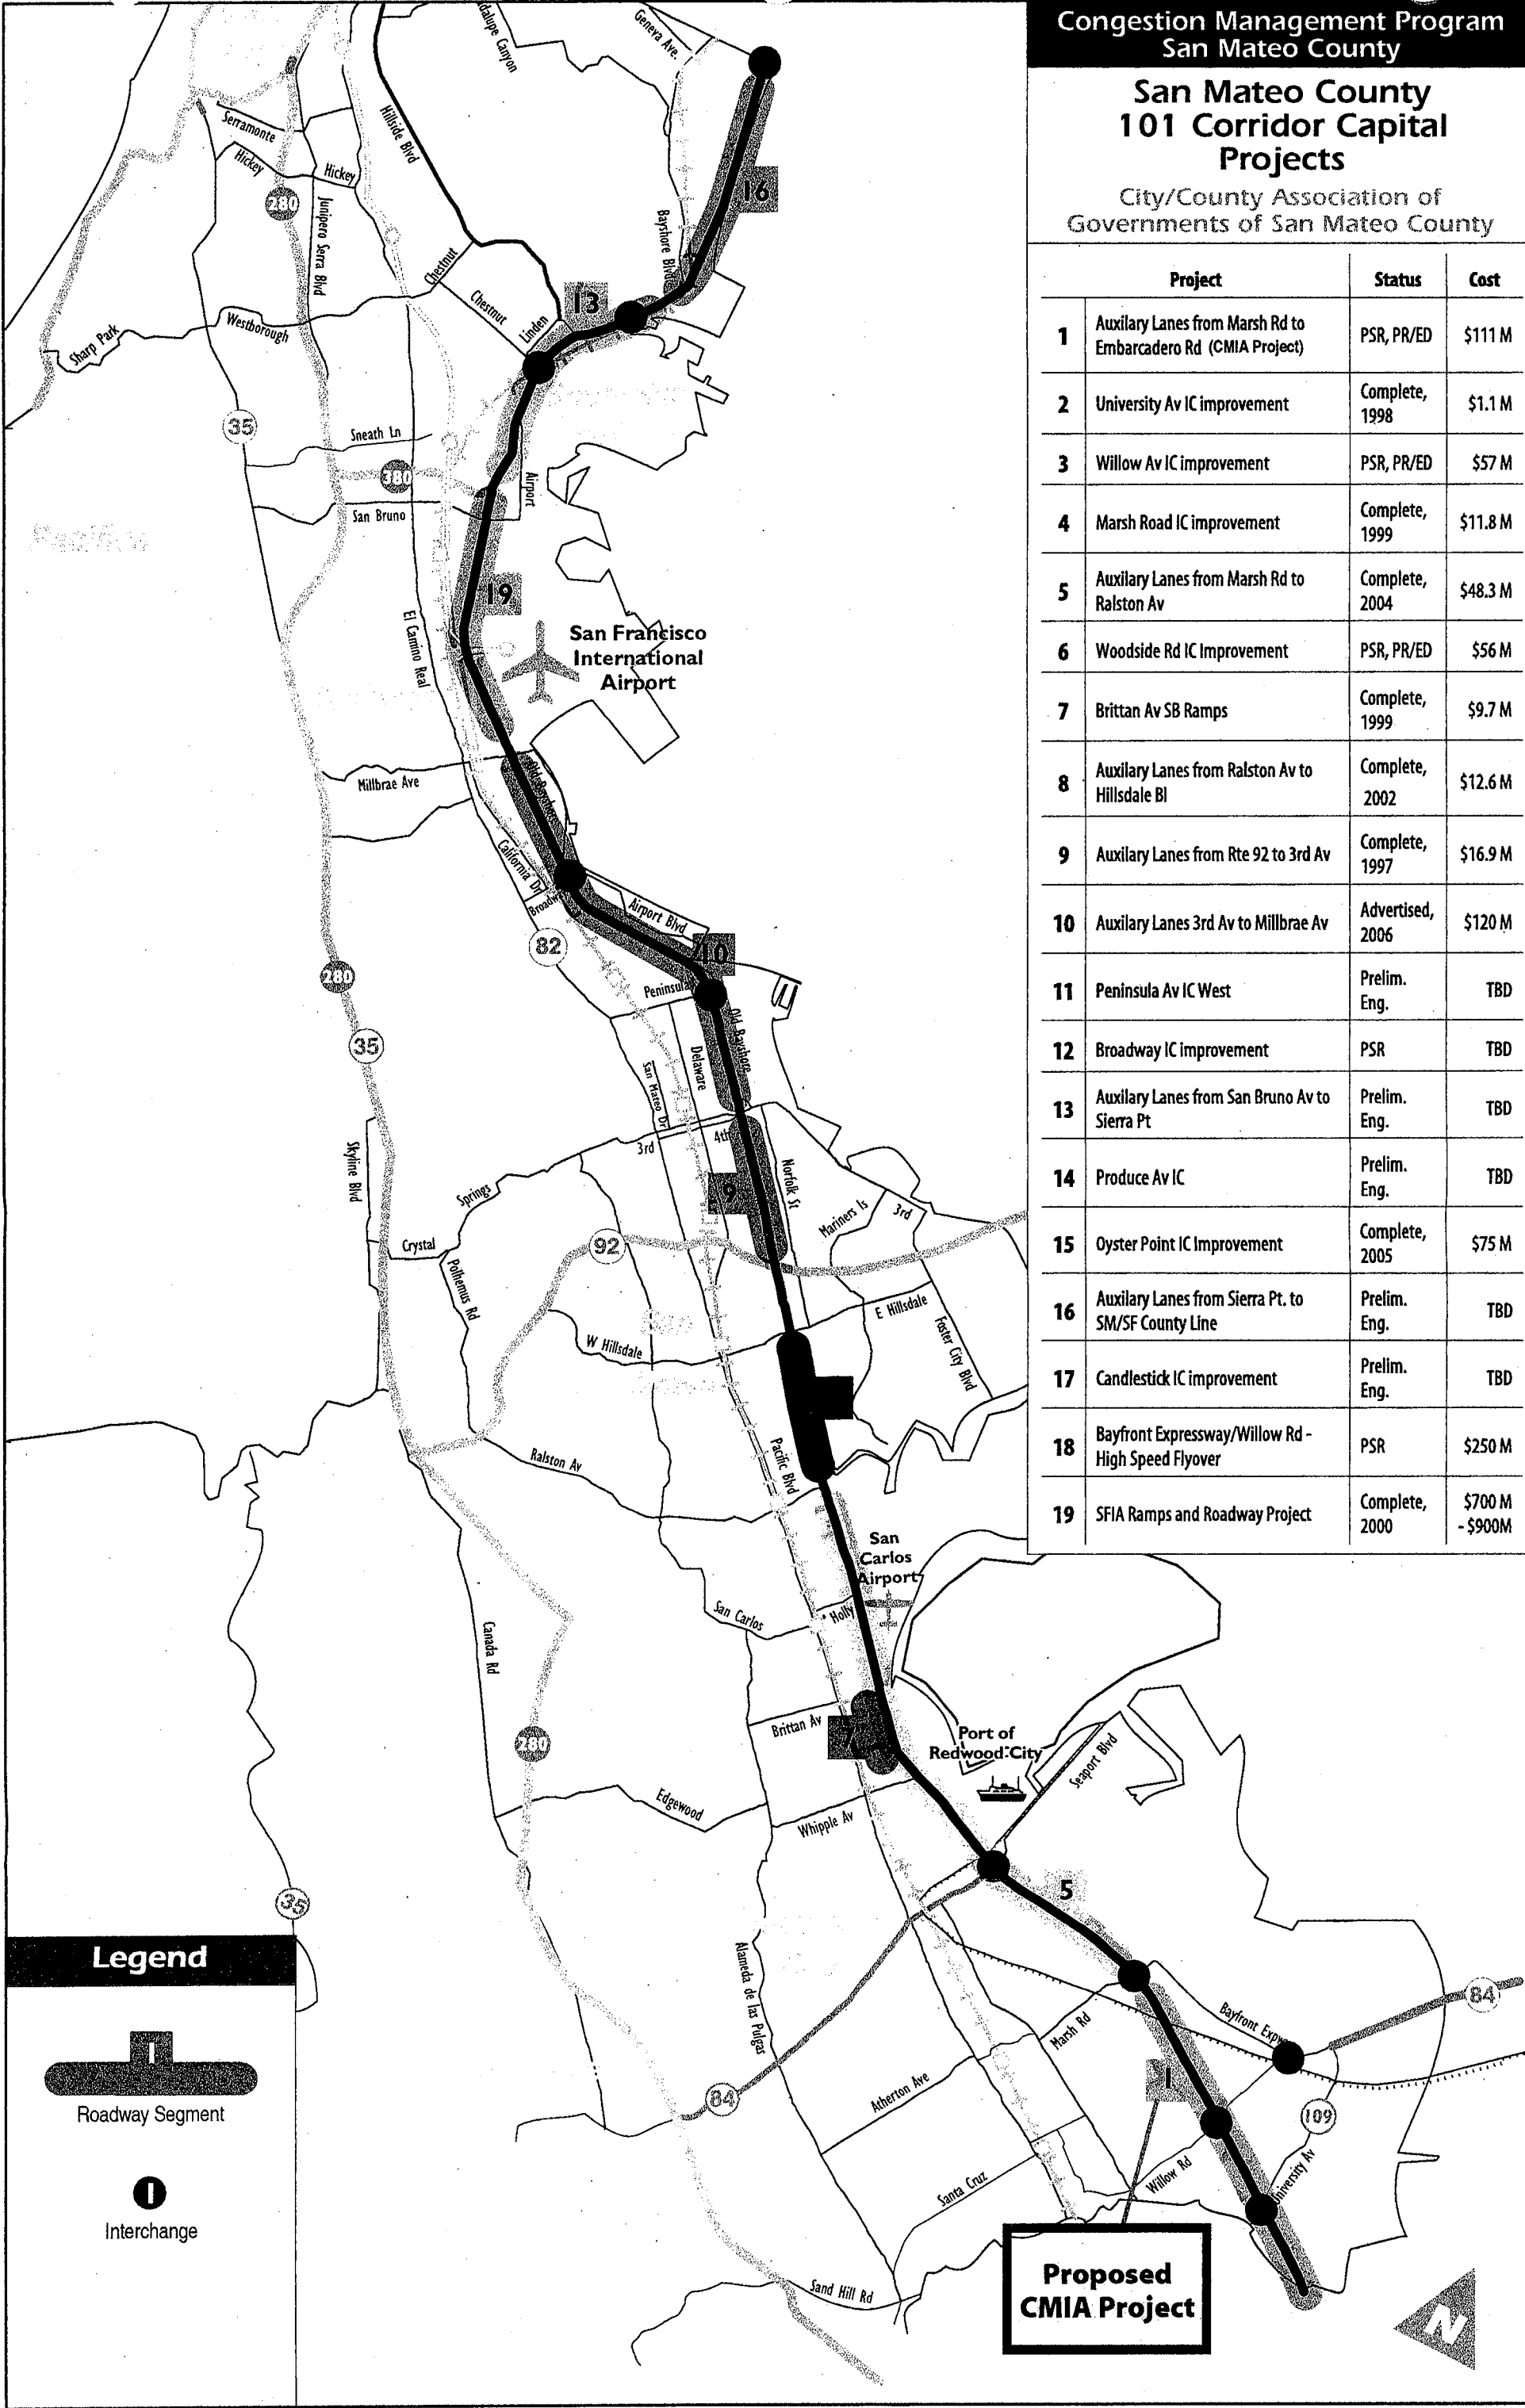 Congestion Management Program
San Mateo County
San Mateo County
101 Corridor Capital
Projects
City/County Association of
Governments of San Mateo County
Project Status Cost
1 Auxilary Lanes from Marsh Rd to
Embarcadero Rd (CMIA Project) PSR, PR/ED $111 M
2 University Av IC improvement Complete,
1998 $1.1 M
3 Willow Av IC improvement PSR, PR/ED $57 M
4 Marsh Road IC improvement Complete,
1999 $11.8 M
5 Auxilary Lanes from Marsh Rd to
Ralston Av Complete,
2004 $48.3 M
6 Woodside Rd IC Improvement PSR, PR/ED $56 M
7 Brittan Av SB Ramps Complete,
1999 $9.7 M
8 Auxilary Lanes from Ralston Av to
Hillsdale Bl Complete,
2002 $12.6 M
9 Auxilary Lanes from Rte 92 to 3rd Av Complete,
1997 $16.9 M
10 Auxilary Lanes 3rd Av to Millbrae Av Advertised,
2006 $120 M
11 Peninsula Av IC West Prelim.
Eng. TBD
12 Broadway IC improvement PSR TBD
13 Auxilary Lanes from San Bruno Av to
Sierra Pt Prelim.
Eng. TBD
14 Produce Av IC Prelim.
Eng. TBD
15 Oyster Point IC Improvement Complete,
2005 $75 M
16 Auxilary Lanes from Sierra Pt. to
SM/SF County Line Prelim.
Eng. TBD
17 Candlestick IC improvement Prelim.
Eng. TBD
18 Bayfront Expressway/Willow Rd -
High Speed Flyover PSR $250 M
19 SFIA Ramps and Roadway Project Complete,
2000 $700 M
- $900M
Geneva Ave.
Canyon
Hillside Blvd
Serramonte
Hickey
Hickey
280
Junipero Serra Blvd
16
Bayshore Blvd
Chestnut
Chestnut
Linden
13
Westborough
Sharp Park
35
Sneath Ln
380
San Bruno
Airport
Pacifica
19
El Camino Real
San Francisco
International
Airport
Millbrae Ave
Old Bayshore
California Dr
Broadway
Airport Blvd
82
10
280
Peninsula
Old Bayshore
35
Delaware
San Mateo Dr
3rd
4th
Skyline Blvd
Norfolk St
9
Springs
Mariners Is
3rd
Crystal
92
Polhemus Rd
E Hillsdale
W Hillsdale
Foster City Blvd
San
Ralston Av
Pacific Blvd
San
Carlos
Airport
Holly
San Carlos
Canada Rd
Brittan Av
7
280
Port of
Redwood City
Seaport Blvd
Edgewood
Whipple Av
35
5
Alameda de las Pulgas
84
Bayfront Expy
Marsh Rd
1
84
Atherton Ave
109
Willow Rd
University Av
Santa Cruz
Sand Hill Rd
Proposed
CMIA Project
N
Legend
1
Roadway Segment
1
Interchange